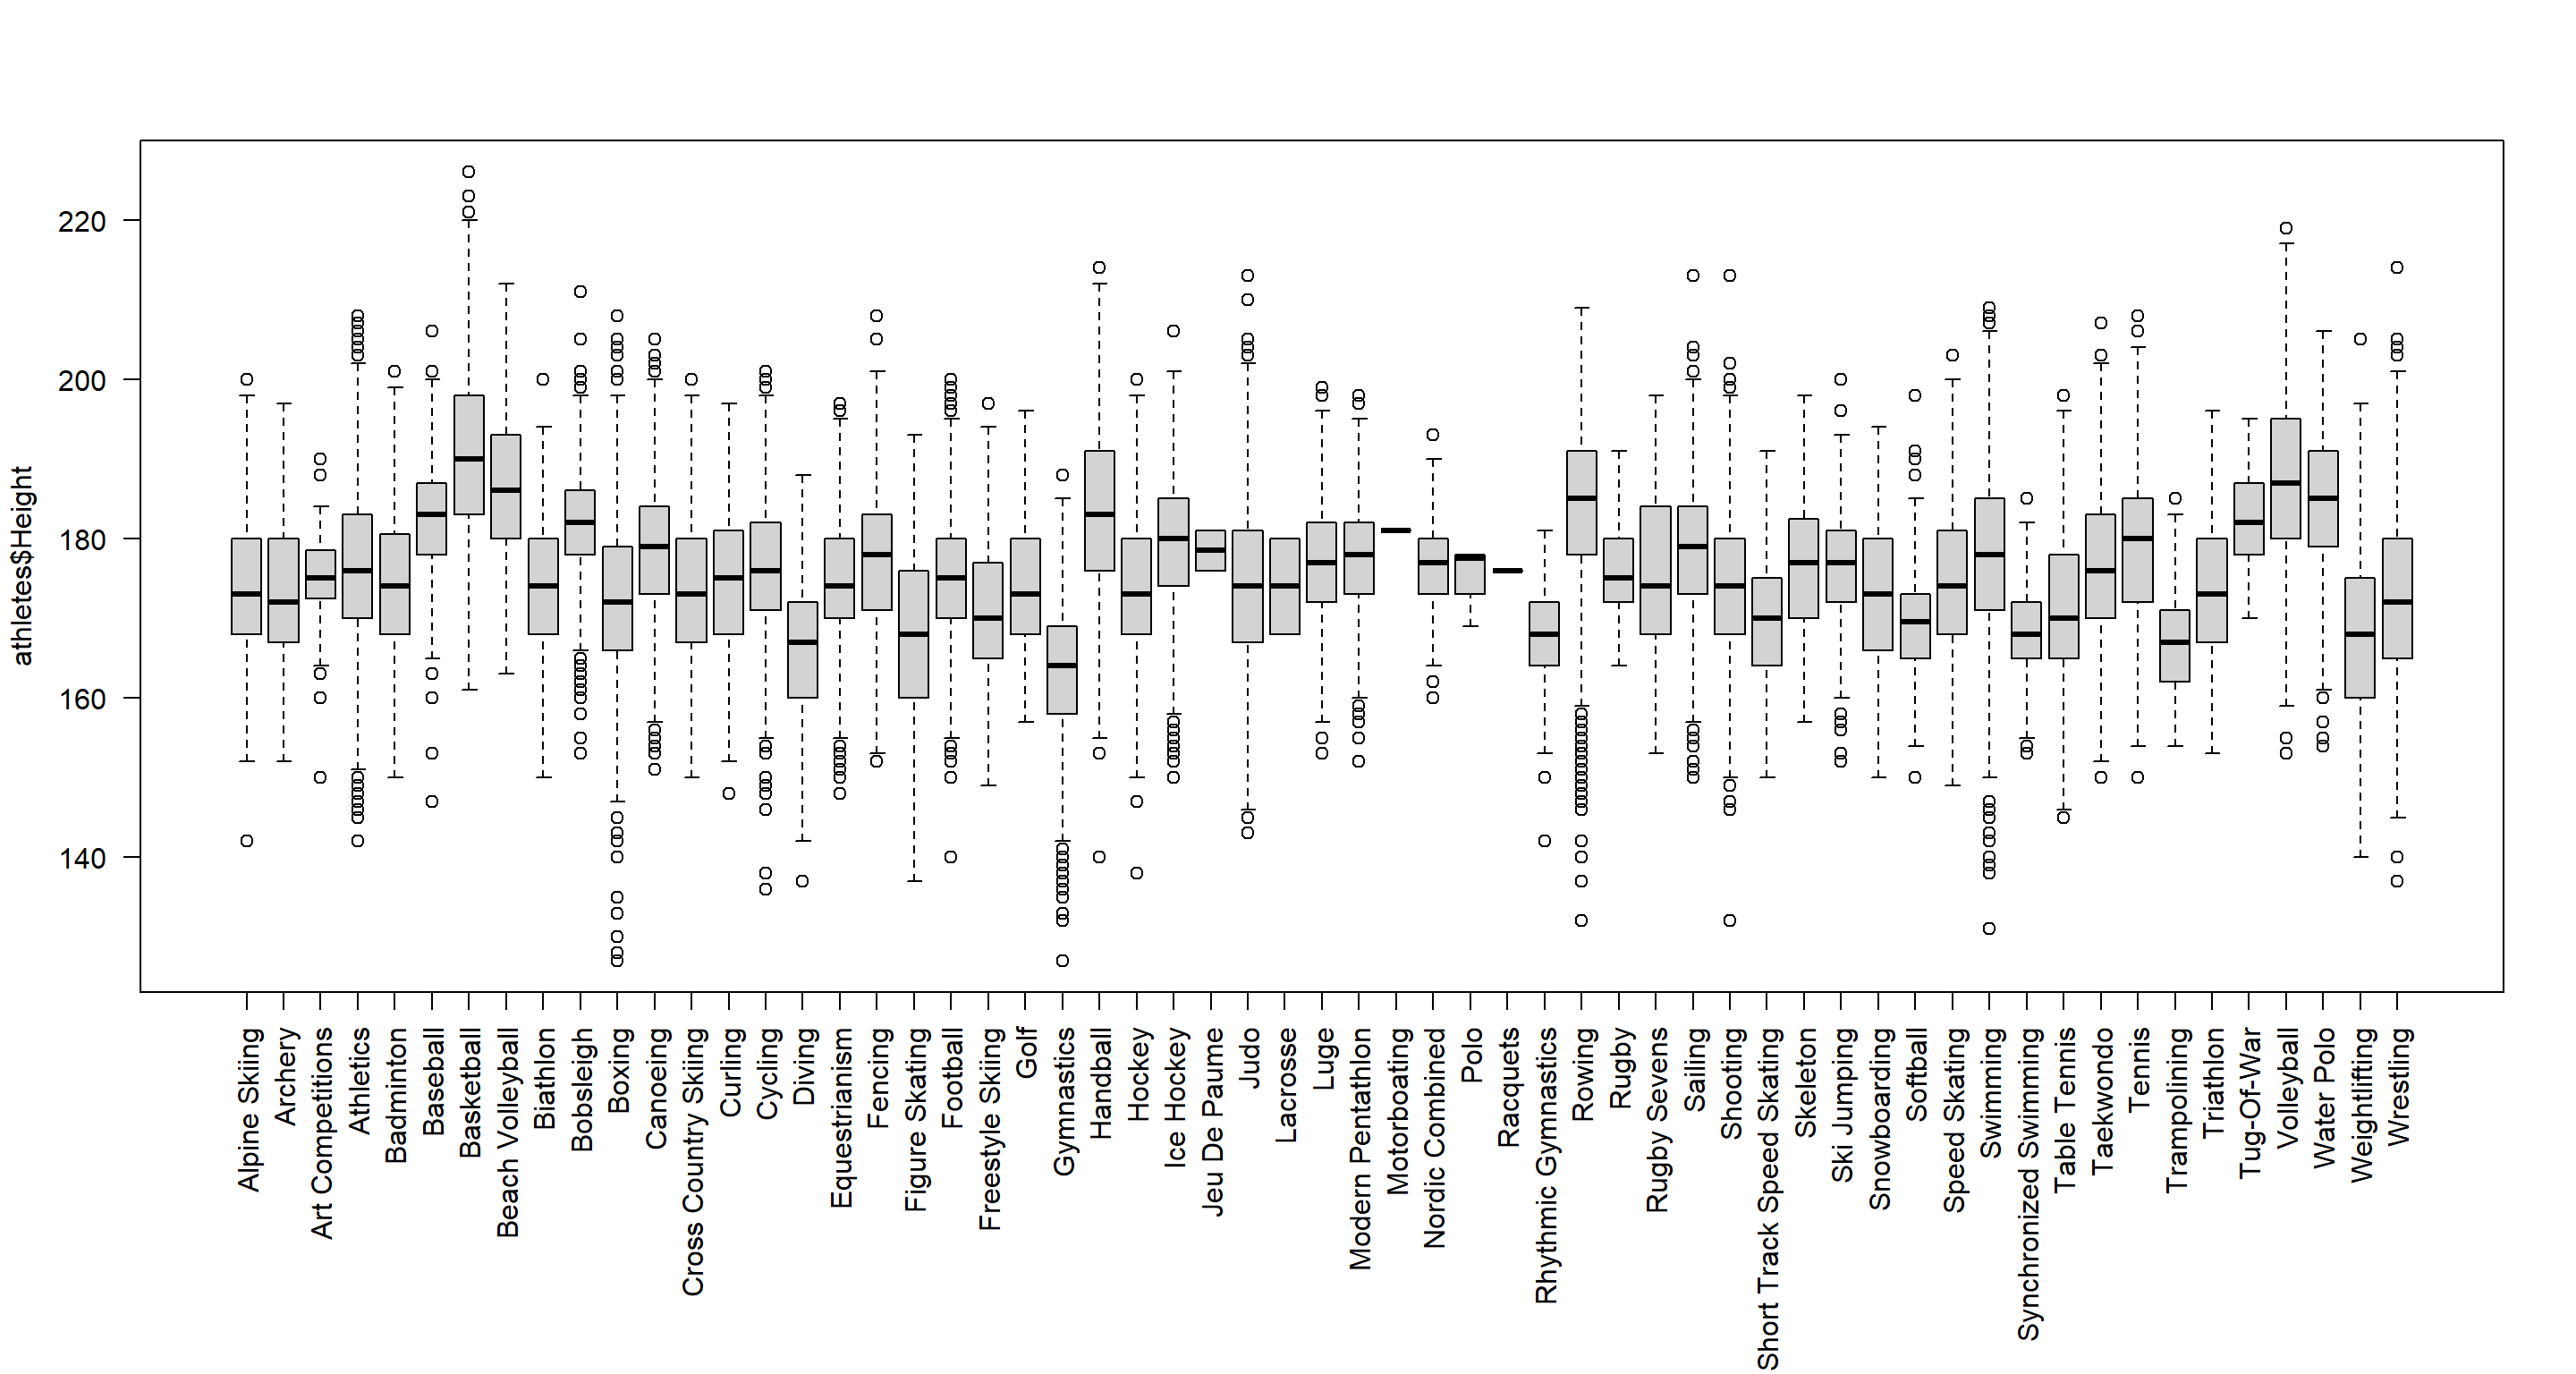 athletes$Height
220
200
180
160
140
Alpine Skiing
Archery
Art Competitions
Athletics
Badminton
Baseball
Basketball
Beach Volleyball
Biathlon
Bobsleigh
Boxing
Canoeing
Cross Country Skiing
Curling
Cycling
Diving
Equestrianism
Fencing
Figure Skating
Football
Freestyle Skiing
Golf
Gymnastics
Handball
Hockey
Ice Hockey
Jeu De Paume
Judo
Lacrosse
Luge
Modern Pentathlon
Motorboating
Nordic Combined
Polo
Racquets
Rhythmic Gymnastics
Rowing
Rugby
Rugby Sevens
Sailing
Shooting
Short Track Speed Skating
Skeleton
Ski Jumping
Snowboarding
Softball
Speed Skating
Swimming
Synchronized Swimming
Table Tennis
Taekwondo
Tennis
Trampolining
Triathlon
Tug-Of-War
Volleyball
Water Polo
Weightlifting
Wrestling